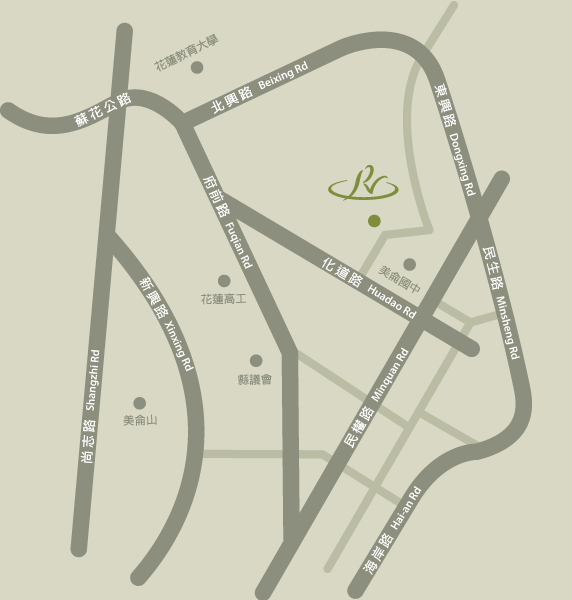 花蓮教育大學
蘇花公路
北興路 Beixing Rd
東興路 Dongxing Rd
府前路 Fuqian Rd
化道路 Huadao Rd
美侖國中
民生路 Minsheng Rd
花蓮高工
新興路 Xinxing Rd
縣議會
尚志路 Shangzhi Rd
民權路 Minquan Rd
美侖山
海岸路 Hai-an Rd